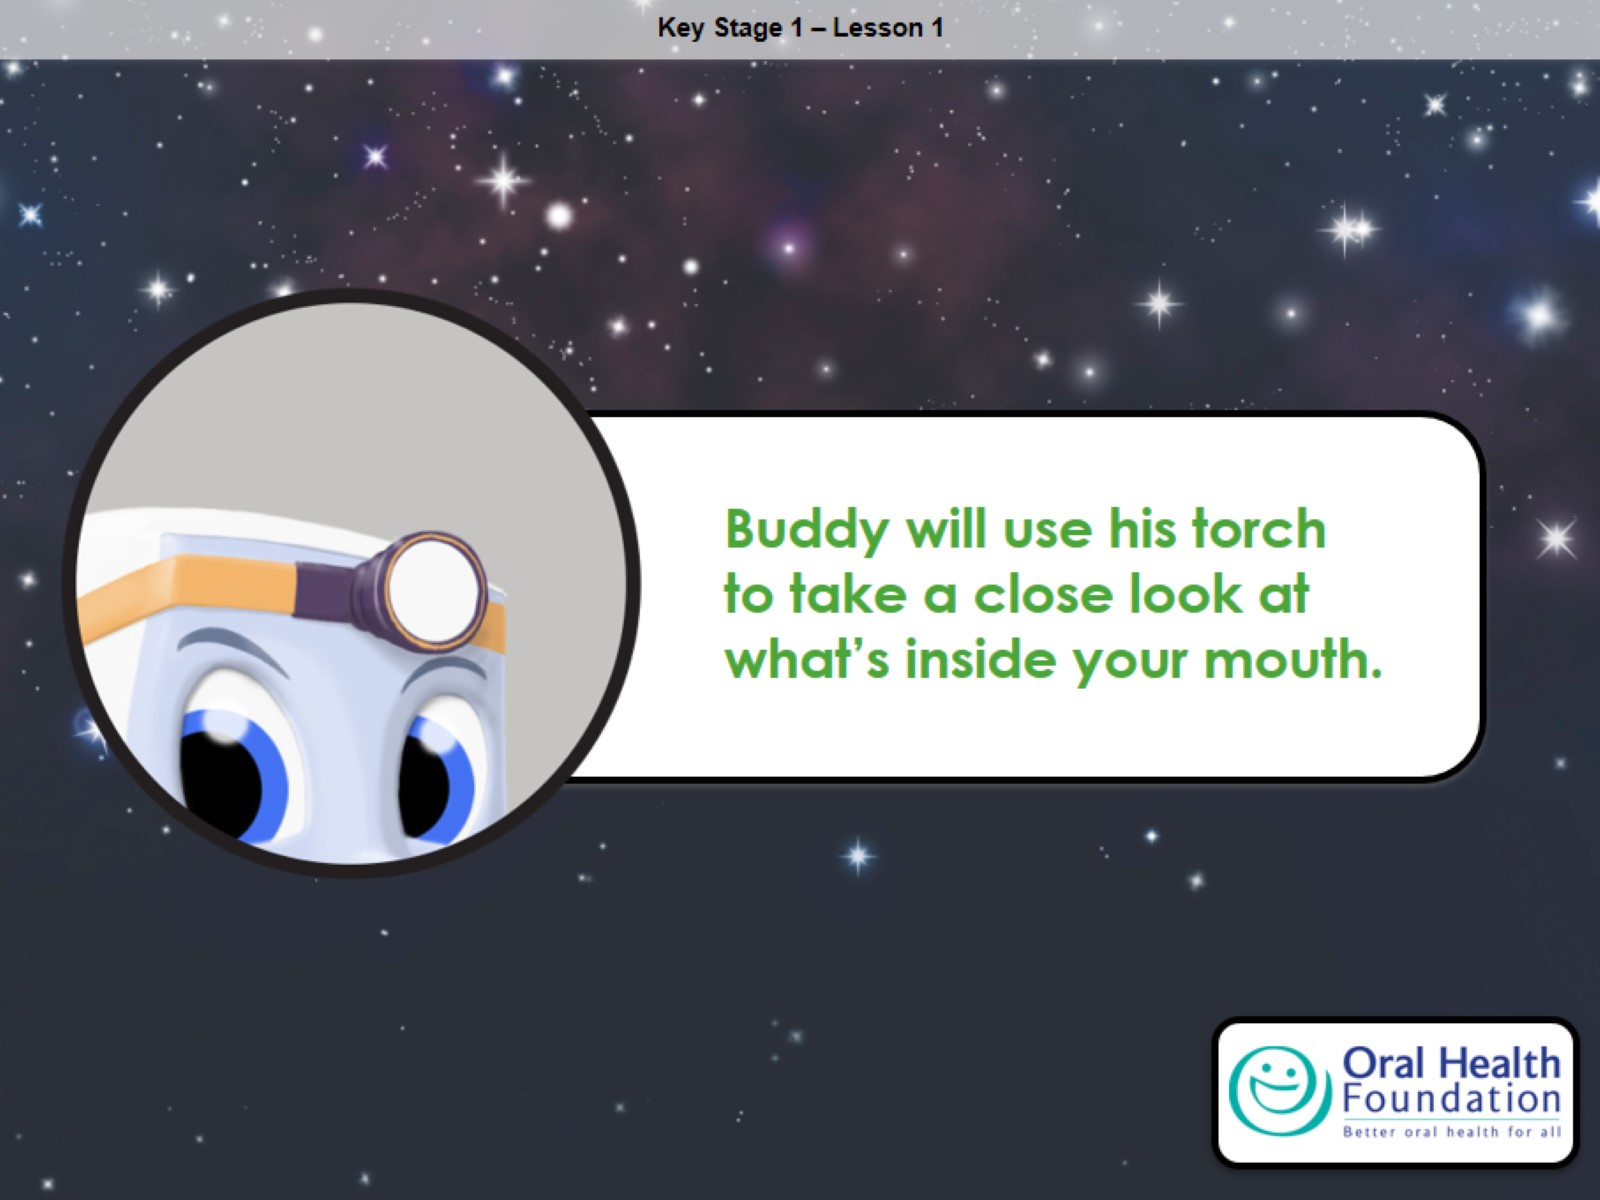 Key Stage 1 – Lesson 1
Buddy will use his torch
to take a close look at
what's inside your mouth.
Oral Health
Foundation
Better oral health for all